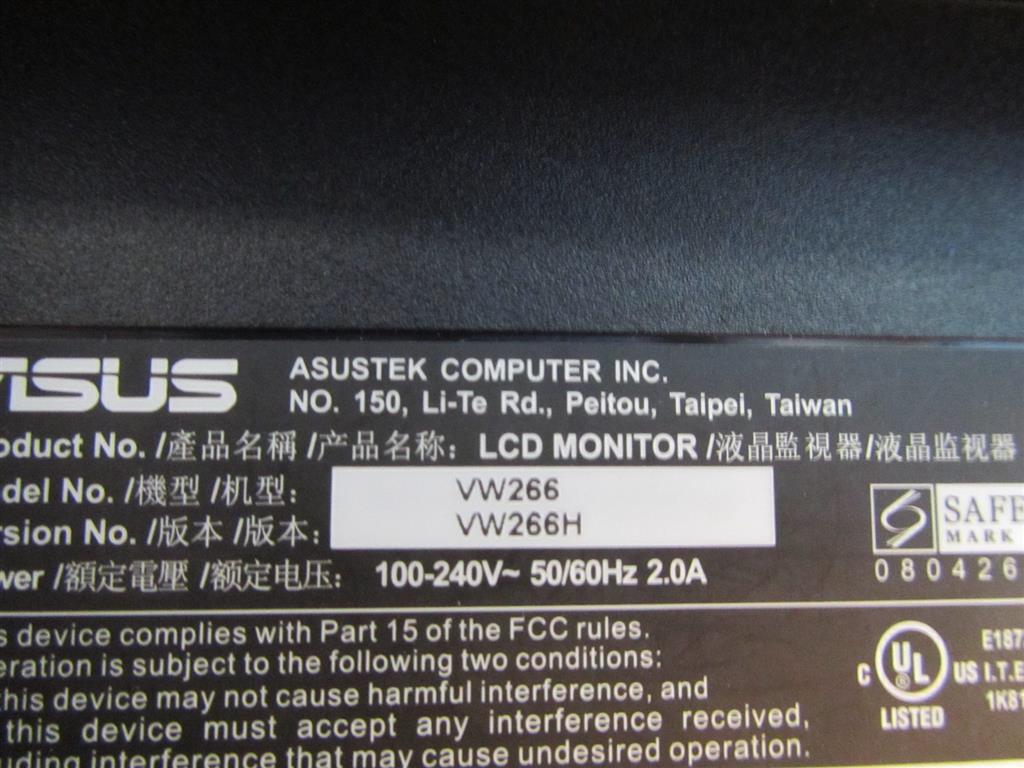 ASUS
ASUSTEK COMPUTER INC.
NO. 150, Li-Te Rd., Peitou, Taipei, Taiwan
oduct No. /產品名稱 /产品名称: LCD MONITOR /液晶監視器/液晶监视器
del No. /機型 /机型: VW266
rsion No. /版本 /版本: VW266H
wer /額定電壓 /额定电压: 100-240V~ 50/60Hz 2.0A
SAFE
MARK
080426
s device complies with Part 15 of the FCC rules.
eration is subject to the following two conditions:
this device may not cause harmful interference, and
this device must accept any interference received,
uding interference that may cause undesired operation.
C UL ® US
LISTED
E187
I.T.E
1K81